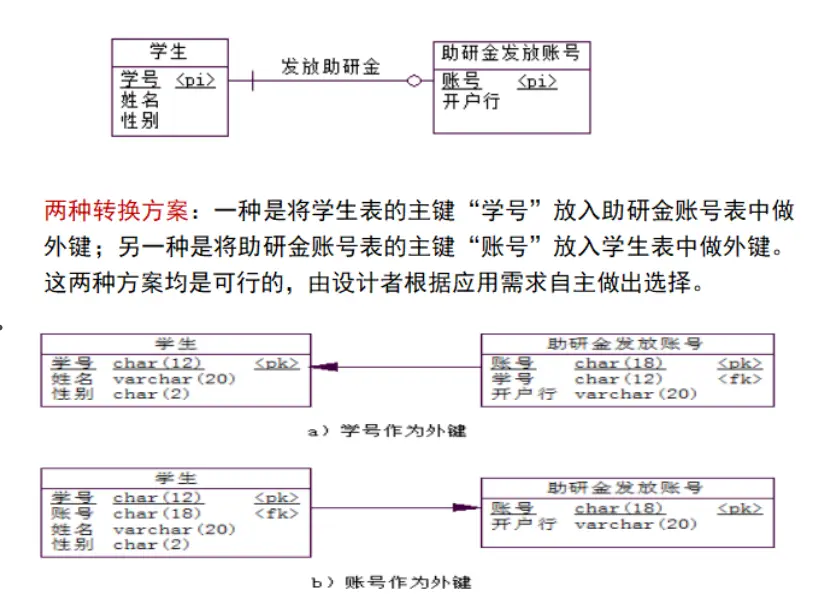 学生
学号 <pi>
姓名
性别
发放助研金
助研金发放账号
账号 <pi>
开户行
两种转换方案：一种是将学生表的主键“学号”放入助研金账号表中做
外键；另一种是将助研金账号表的主键“账号”放入学生表中做外键。
这两种方案均是可行的，由设计者根据应用需求自主做出选择。
。
学生
学号 char(12) <pk>
姓名 varchar(20)
性别 char(2)
助研金发放账号
账号 char(18) <pk>
学号 char(12) <fk>
开户行 varchar(20)
a）学号作为外键
学生
学号 char(12) <pk>
账号 char(18) <fk>
姓名 varchar(20)
性别 char(2)
助研金发放账号
账号 char(18) <pk>
开户行 varchar(20)
b）账号作为外键